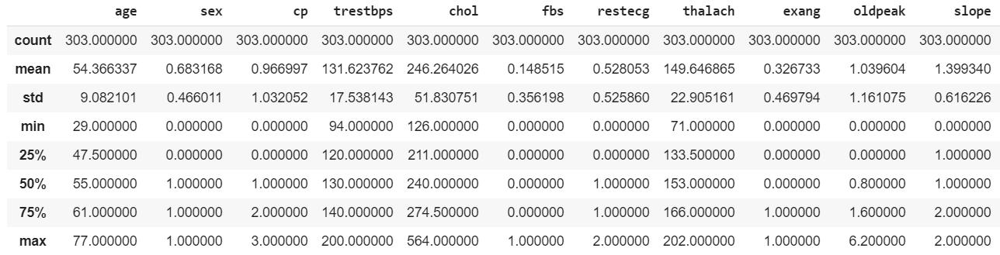 age sex cp trestbps chol fbs restecg thalach exang oldpeak slope
count 303.000000 303.000000 303.000000 303.000000 303.000000 303.000000 303.000000 303.000000 303.000000 303.000000 303.000000
mean 54.366337 0.683168 0.966997 131.623762 246.264026 0.148515 0.528053 149.646865 0.326733 1.039604 1.399340
std 9.082101 0.466011 1.032052 17.538143 51.830751 0.356198 0.525860 22.905161 0.469794 1.161075 0.616226
min 29.000000 0.000000 0.000000 94.000000 126.000000 0.000000 0.000000 71.000000 0.000000 0.000000 0.000000
25% 47.500000 0.000000 0.000000 120.000000 211.000000 0.000000 0.000000 133.500000 0.000000 0.000000 1.000000
50% 55.000000 1.000000 1.000000 130.000000 240.000000 0.000000 1.000000 153.000000 0.000000 0.800000 1.000000
75% 61.000000 1.000000 2.000000 140.000000 274.500000 0.000000 1.000000 166.000000 1.000000 1.600000 2.000000
max 77.000000 1.000000 3.000000 200.000000 564.000000 1.000000 2.000000 202.000000 1.000000 6.200000 2.000000